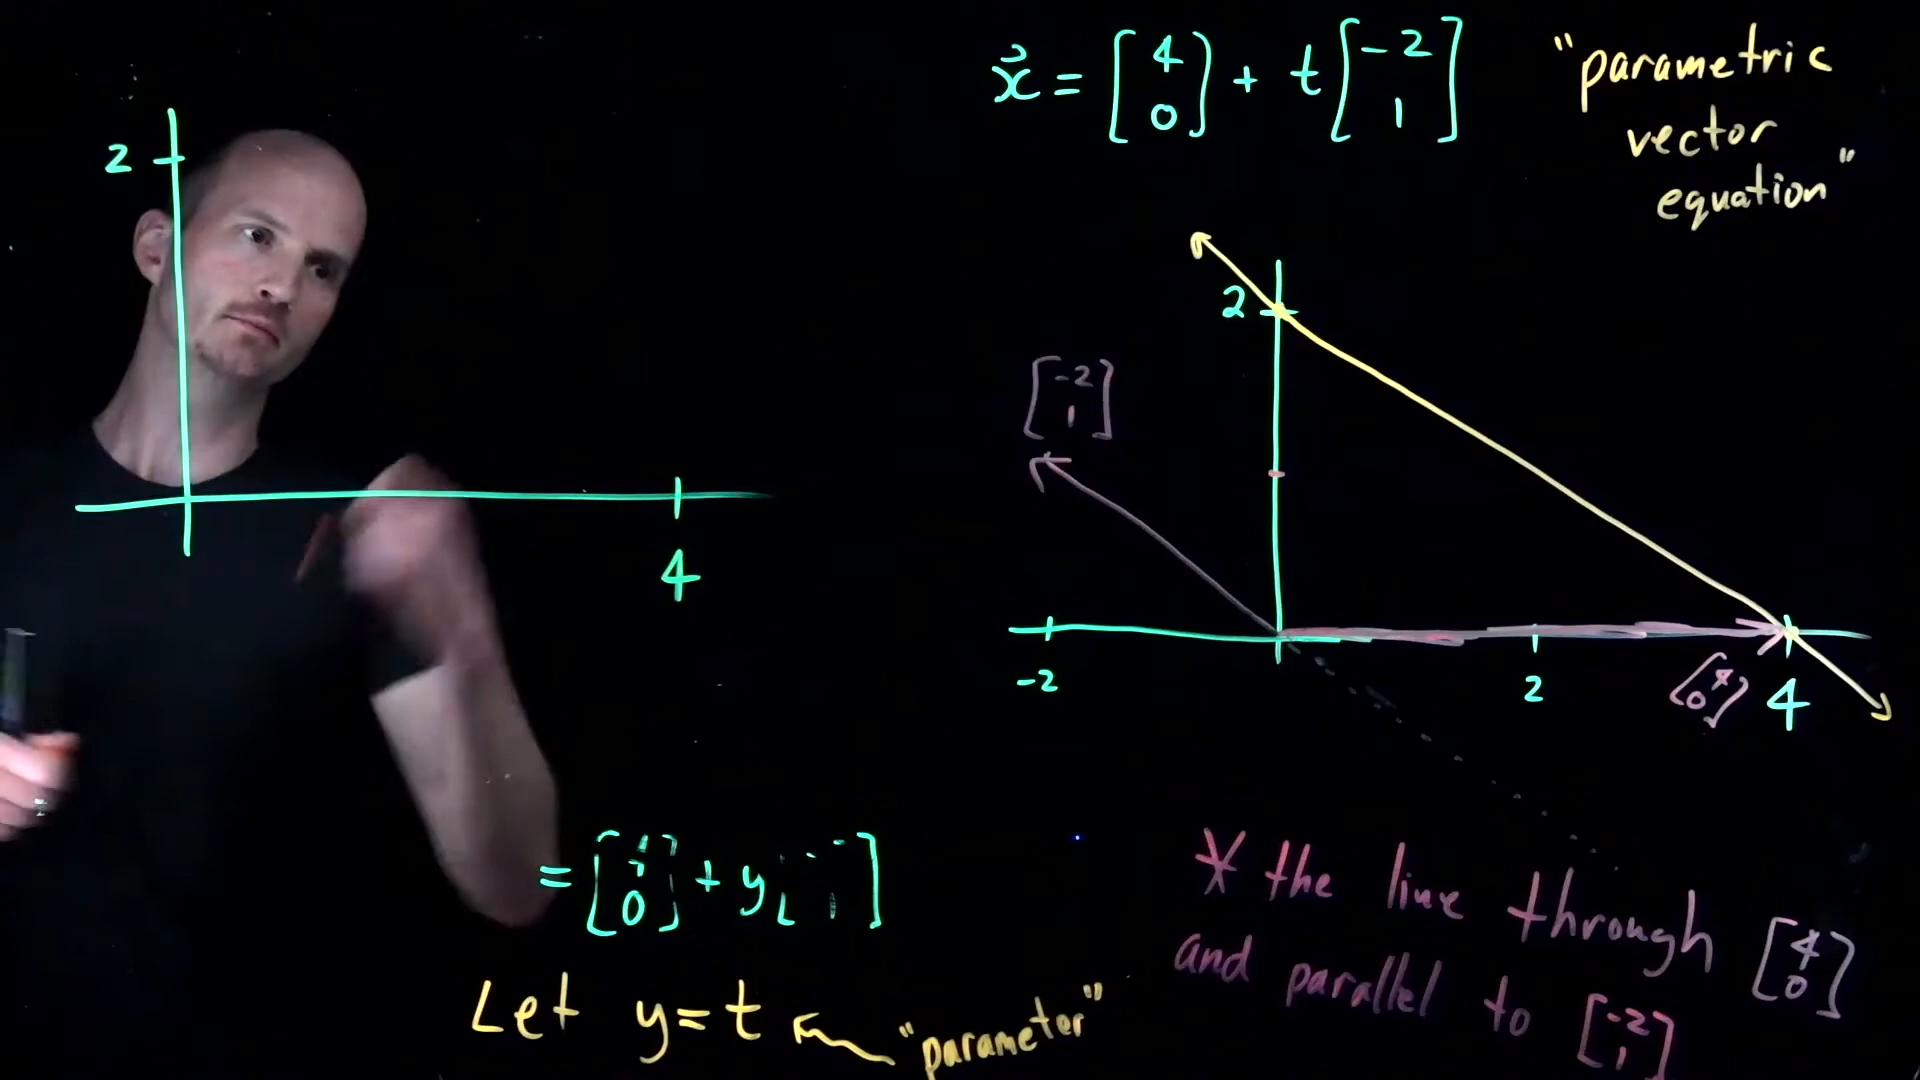 x⃗ = [4 0] + t [-2 1]
"parametric
vector
equation"
2
4
2
[-2 1]
-2
2
[4 0]
4
= [ 0] + y [ 1]
Let y = t
"parameter"
* the line through [4 0]
and parallel to [-2 1]